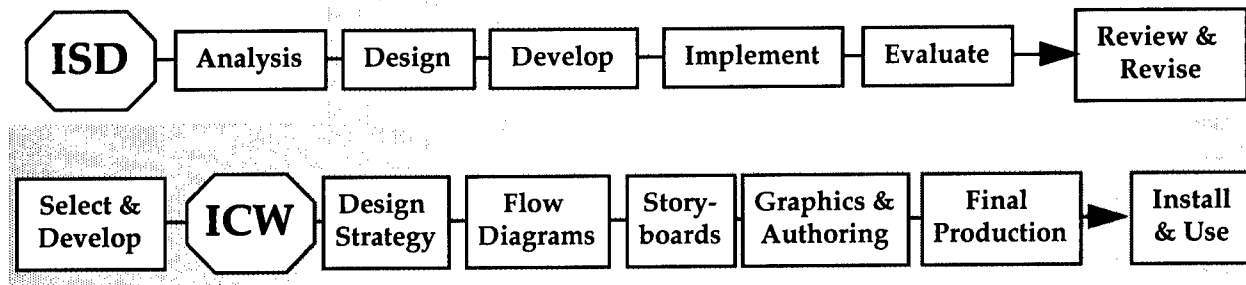 ISD
Analysis
Design
Develop
Implement
Evaluate
Review &
Revise
Select &
Develop
ICW
Design
Strategy
Flow
Diagrams
Story-
boards
Graphics &
Authoring
Final
Production
Install
& Use